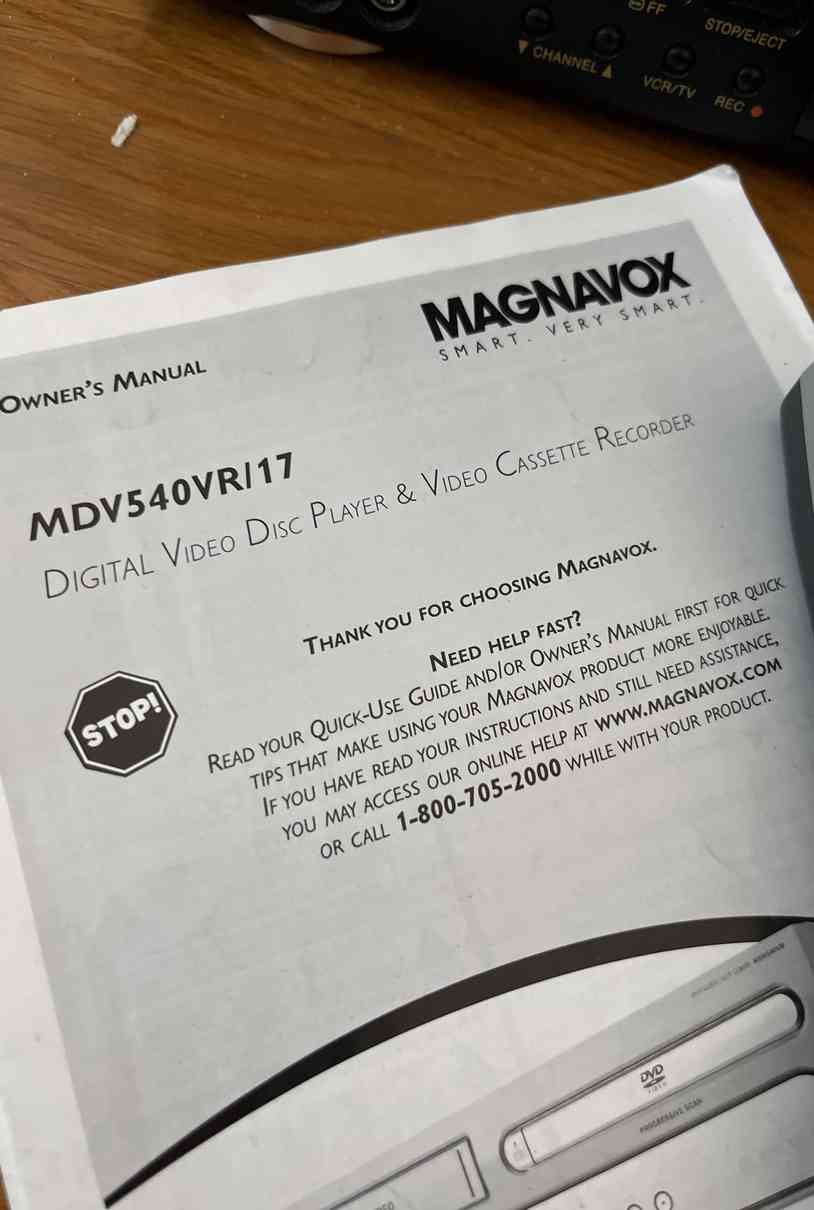 OFF
STOP/EJECT
▼ CHANNEL ▲
VCR/TV
REC
MAGNAVOX
SMART. VERY SMART.
OWNER'S MANUAL
MDV540VR/17
DIGITAL VIDEO DISC PLAYER & VIDEO CASSETTE RECORDER
THANK YOU FOR CHOOSING MAGNAVOX.
NEED HELP FAST?
READ YOUR QUICK-USE GUIDE AND/OR OWNER'S MANUAL FIRST FOR QUICK
TIPS THAT MAKE USING YOUR MAGNAVOX PRODUCT MORE ENJOYABLE.
IF YOU HAVE READ YOUR INSTRUCTIONS AND STILL NEED ASSISTANCE,
YOU MAY ACCESS OUR ONLINE HELP AT WWW.MAGNAVOX.COM
OR CALL 1-800-705-2000 WHILE WITH YOUR PRODUCT.
STOP!
DVD
VIDEO
PROGRESSIVE SCAN